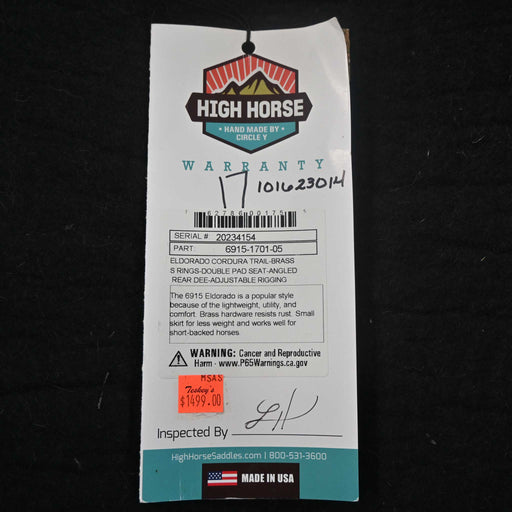 HIGH HORSE
• HAND MADE BY •
CIRCLE Y
WARRANTY
17 101623014
SERIAL # 20234154
PART: 6915-1701-05
ELDORADO CORDURA TRAIL-BRASS
S RINGS-DOUBLE PAD SEAT-ANGLED
REAR DEE-ADJUSTABLE RIGGING
The 6915 Eldorado is a popular style
because of the lightweight, utility, and
comfort. Brass hardware resists rust. Small
skirt for less weight and works well for
short-backed horses
WARNING: Cancer and Reproductive
Harm - www.P65Warnings.ca.gov
MSAS
Teskey's
$1499.00
Inspected By
HighHorseSaddles.com | 800-531-3600
MADE IN USA